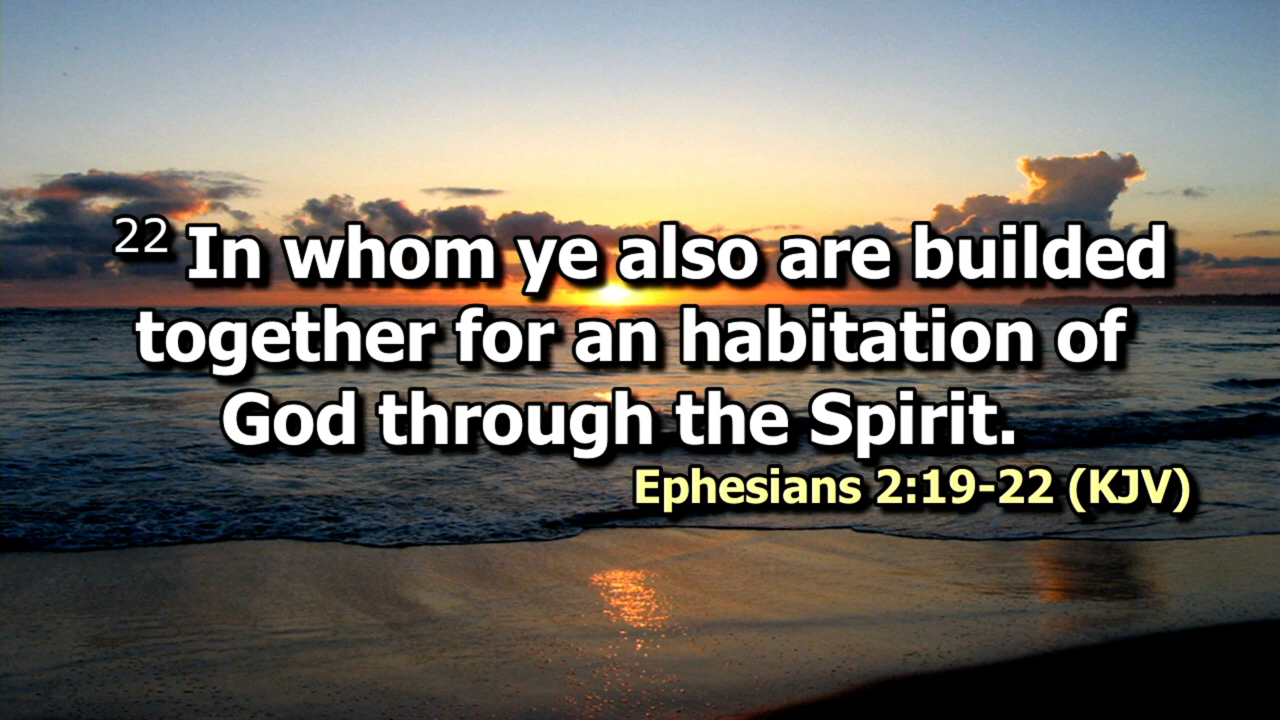 22 In whom ye also are builded
together for an habitation of
God through the Spirit.
Ephesians 2:19-22 (KJV)